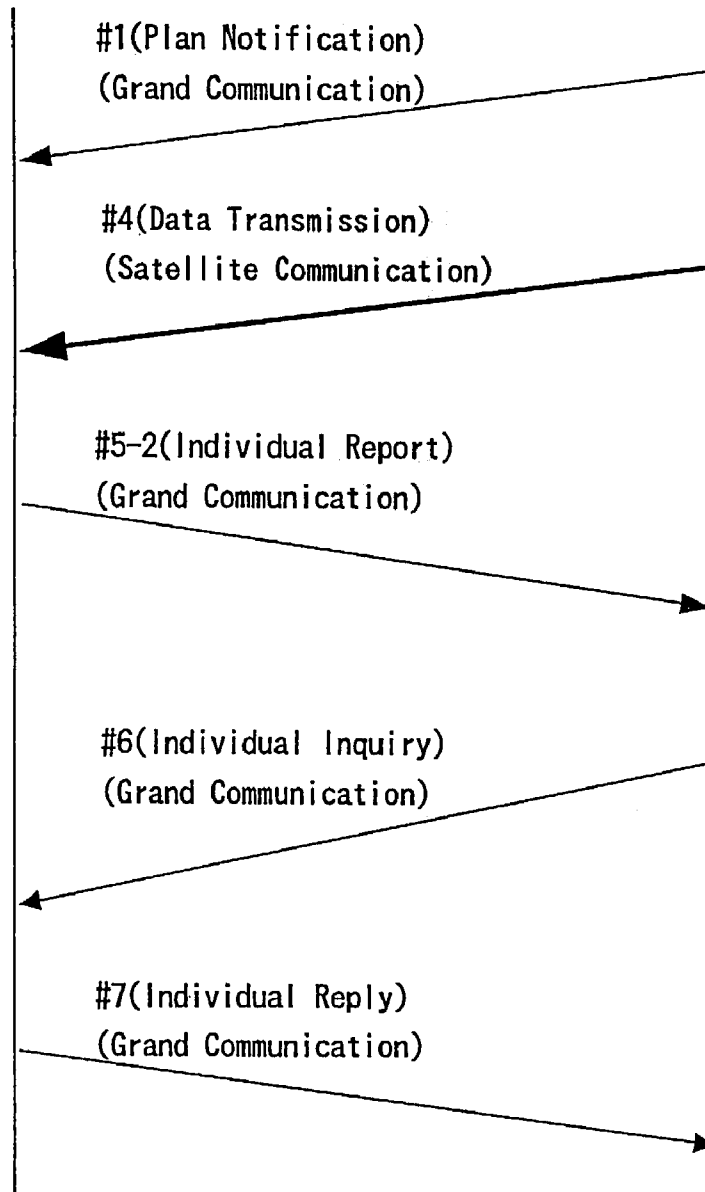 #1(Plan Notification)
(Grand Communication)
#4(Data Transmission)
(Satellite Communication)
#5-2(Individual Report)
(Grand Communication)
#6(Individual Inquiry)
(Grand Communication)
#7(Individual Reply)
(Grand Communication)